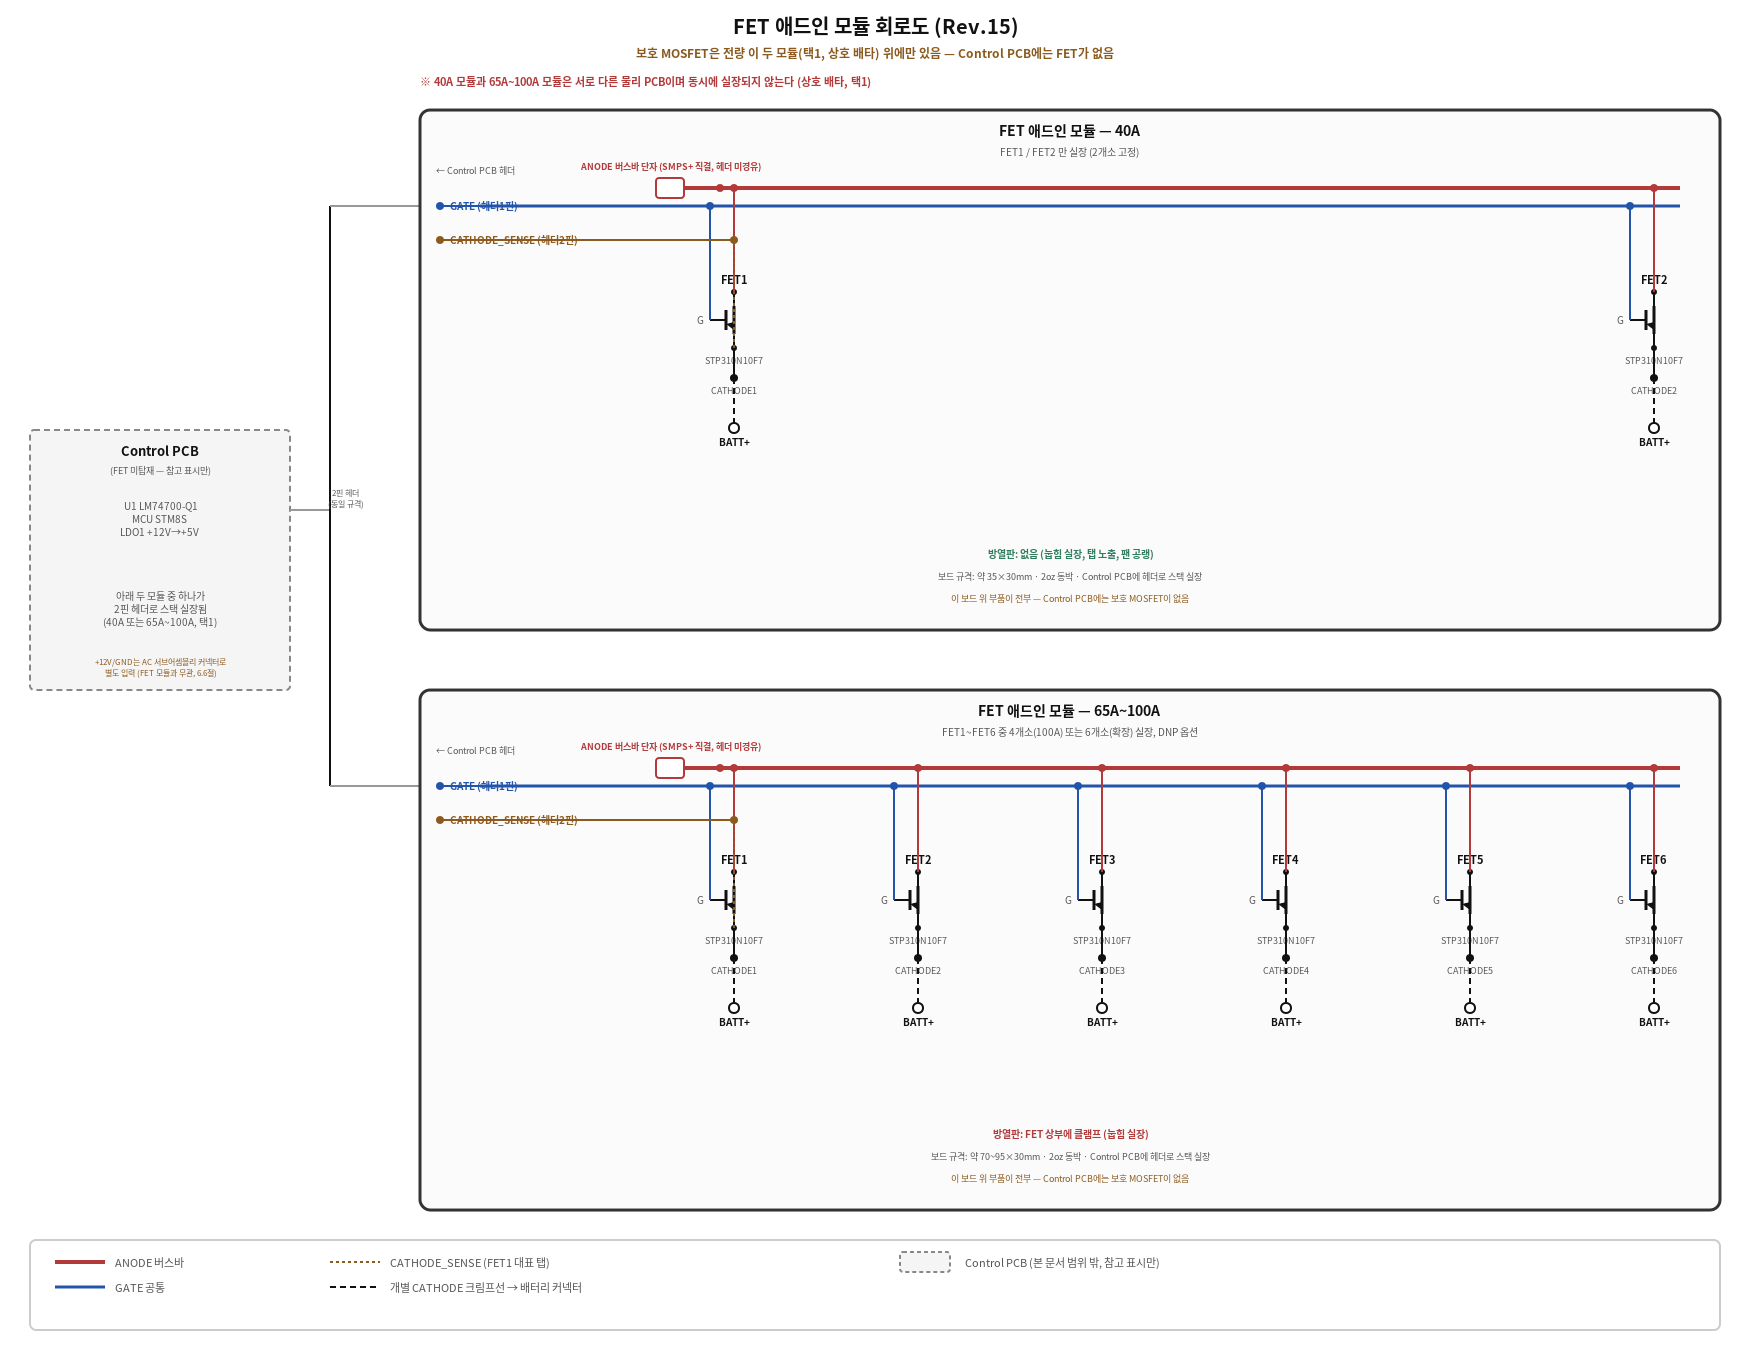 FET 애드인 모듈 회로도 (Rev.15)
보호 MOSFET은 전량 이 두 모듈(택1, 상호 배타) 위에만 있음 — Control PCB에는 FET가 없음
※ 40A 모듈과 65A~100A 모듈은 서로 다른 물리 PCB이며 동시에 실장되지 않는다 (상호 배타, 택1)
FET 애드인 모듈 — 40A
FET1 / FET2 만 실장 (2개소 고정)
← Control PCB 헤더
ANODE 버스바 단자 (SMPS+ 직결, 헤더 미경유)
GATE (헤더1핀)
CATHODE_SENSE (헤더2핀)
FET1
FET2
G
G
STP310N10F7
STP310N10F7
CATHODE1
CATHODE2
BATT+
BATT+
방열판: 없음 (눕힘 실장, 탭 노출, 팬 공랭)
보드 규격: 약 35×30mm · 2oz 동박 · Control PCB에 헤더로 스택 실장
이 보드 위 부품이 전부 — Control PCB에는 보호 MOSFET이 없음
Control PCB
(FET 미탑재 — 참고 표시만)
U1 LM74700-Q1
MCU STM8S
LDO1 +12V→+5V
아래 두 모듈 중 하나가
2핀 헤더로 스택 실장됨
(40A 또는 65A~100A, 택1)
+12V/GND는 AC 서브어셈블리 커넥터로
별도 입력 (FET 모듈과 무관, 6.6절)
2핀 헤더
동일 규격)
FET 애드인 모듈 — 65A~100A
FET1~FET6 중 4개소(100A) 또는 6개소(확장) 실장, DNP 옵션
← Control PCB 헤더
ANODE 버스바 단자 (SMPS+ 직결, 헤더 미경유)
GATE (헤더1핀)
CATHODE_SENSE (헤더2핀)
FET1
FET2
FET3
FET4
FET5
FET6
G
G
G
G
G
G
STP310N10F7
STP310N10F7
STP310N10F7
STP310N10F7
STP310N10F7
STP310N10F7
CATHODE1
CATHODE2
CATHODE3
CATHODE4
CATHODE5
CATHODE6
BATT+
BATT+
BATT+
BATT+
BATT+
BATT+
방열판: FET 상부에 클램프 (눕힘 실장)
보드 규격: 약 70~95×30mm · 2oz 동박 · Control PCB에 헤더로 스택 실장
이 보드 위 부품이 전부 — Control PCB에는 보호 MOSFET이 없음
ANODE 버스바
CATHODE_SENSE (FET1 대표 탭)
Control PCB (본 문서 범위 밖, 참고 표시만)
GATE 공통
개별 CATHODE 크림프선 → 배터리 커넥터